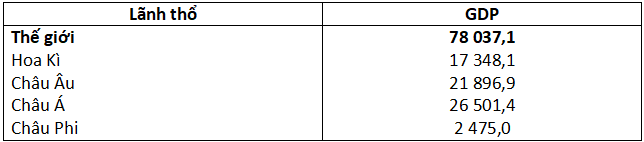 Lãnh thổ GDP
Thế giới 78 037,1
Hoa Kì 17 348,1
Châu Âu 21 896,9
Châu Á 26 501,4
Châu Phi 2 475,0